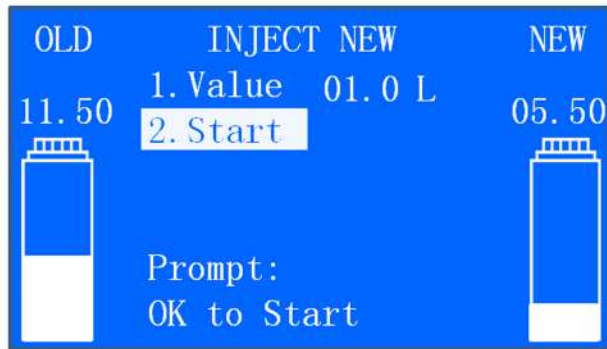 OLD INJECT NEW NEW
1.Value 01.0 L
11.50 05.50
2.Start
Prompt:
OK to Start